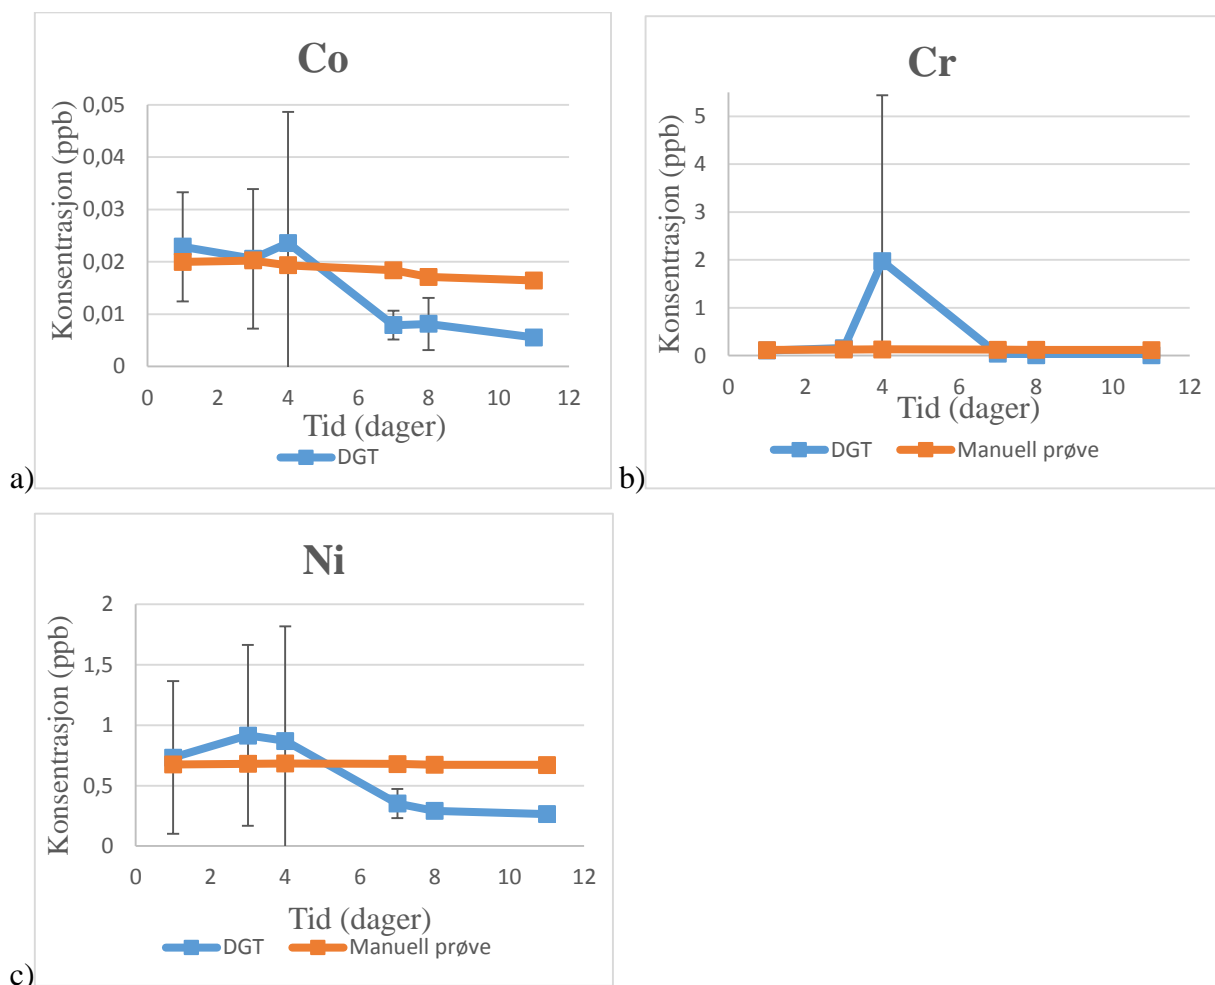 Co
Konsentrasjon (ppb)
0,05
0,04
0,03
0,02
0,01
0
0 2 4 6 8 10 12
Tid (dager)
DGT
a)
Cr
Konsentrasjon (ppb)
5
4
3
2
1
0
0 2 4 6 8 10 12
Tid (dager)
DGT Manuell prøve
b)
Ni
Konsentrasjon (ppb)
2
1,5
1
0,5
0
0 2 4 6 8 10 12
Tid (dager)
DGT Manuell prøve
c)